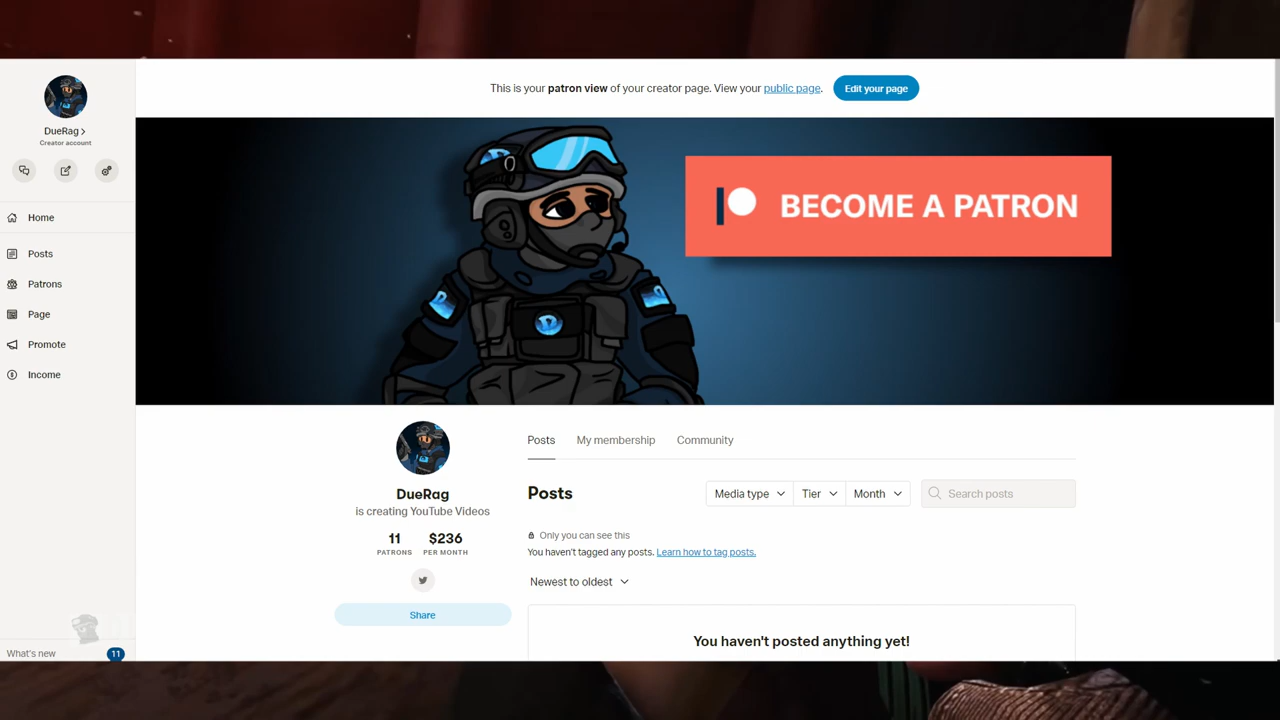 DueRag
Creator account
Home
Posts
Patrons
Page
Promote
Income
What's new
11
This is your patron view of your creator page. View your public page.
Edit your page
BECOME A PATRON
DueRag
is creating YouTube Videos
11 $236
PATRONS PER MONTH
Share
Posts My membership Community
Posts
Media type Tier Month Search posts
Only you can see this
You haven't tagged any posts. Learn how to tag posts.
Newest to oldest
You haven't posted anything yet!